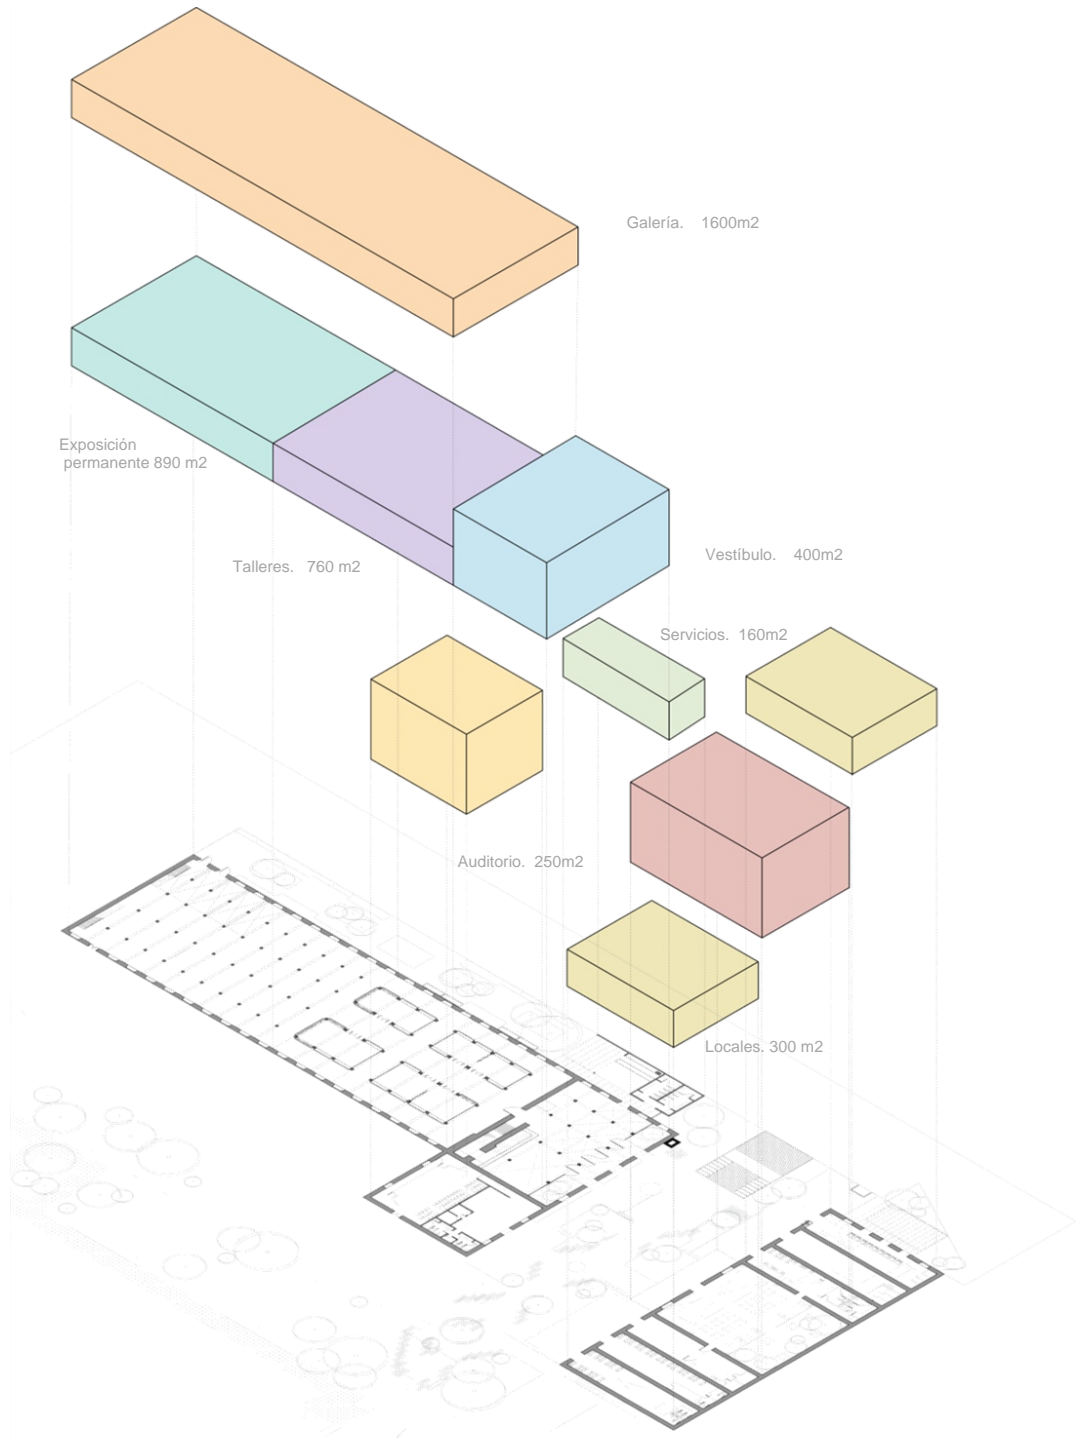 Galería. 1600m2
Exposición
permanente 890 m2
Vestíbulo. 400m2
Talleres. 760 m2
Servicios. 160m2
Auditorio. 250m2
Locales. 300 m2